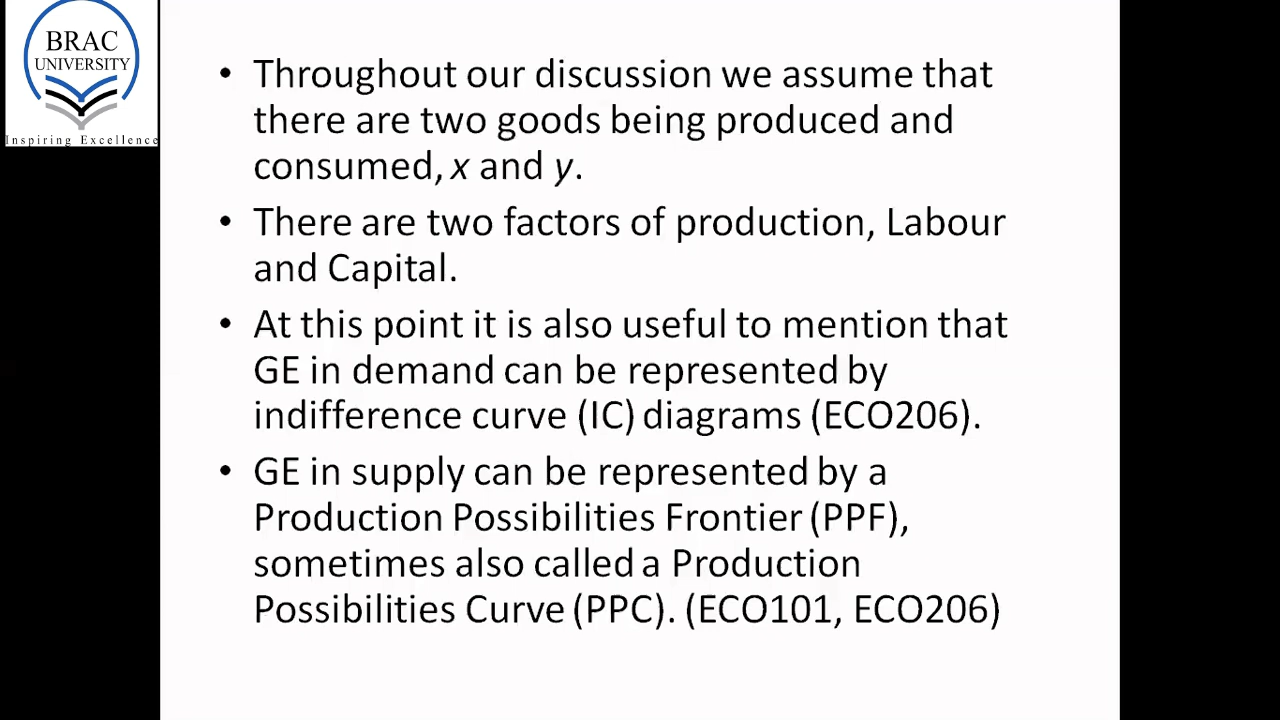 BRAC
UNIVERSITY
Inspiring Excellence
• Throughout our discussion we assume that
there are two goods being produced and
consumed, x and y.
• There are two factors of production, Labour
and Capital.
• At this point it is also useful to mention that
GE in demand can be represented by
indifference curve (IC) diagrams (ECO206).
• GE in supply can be represented by a
Production Possibilities Frontier (PPF),
sometimes also called a Production
Possibilities Curve (PPC). (ECO101, ECO206)